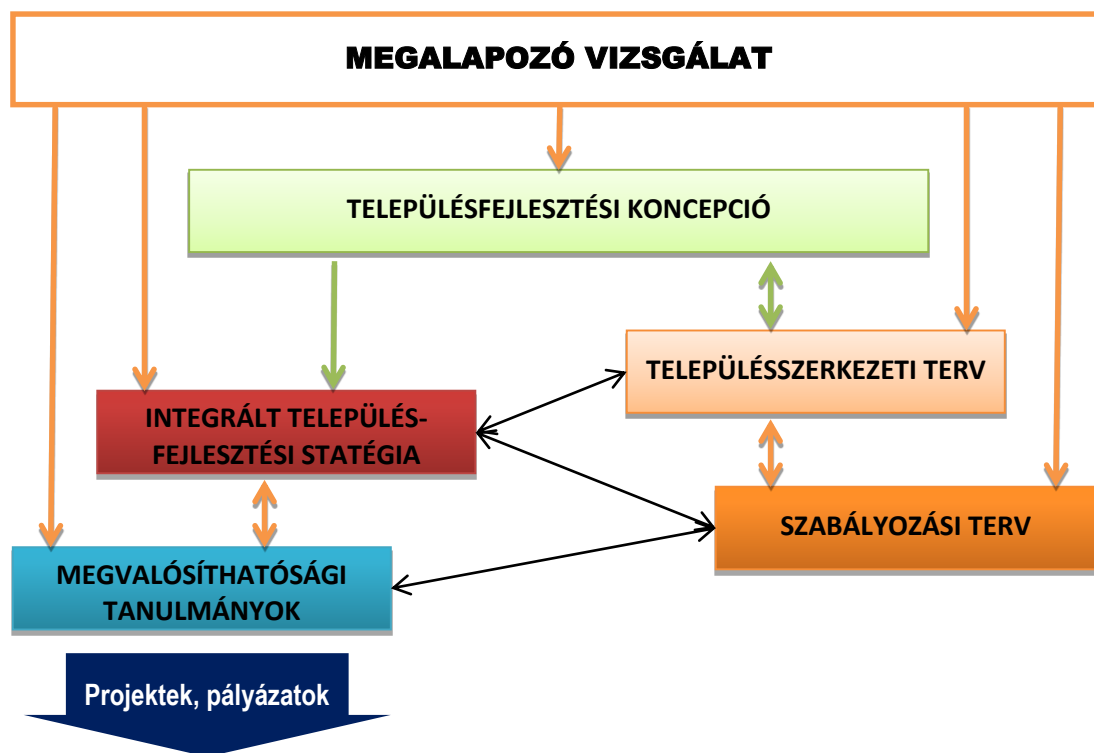 MEGALAPOZÓ VIZSGÁLAT
TELEPÜLÉSFEJLESZTÉSI KONCEPCIÓ
TELEPÜLÉSSZERKEZETI TERV
INTEGRÁLT TELEPÜLÉS-
FEJLESZTÉSI STATÉGIA
SZABÁLYOZÁSI TERV
MEGVALÓSÍTHATÓSÁGI
TANULMÁNYOK
Projektek, pályázatok